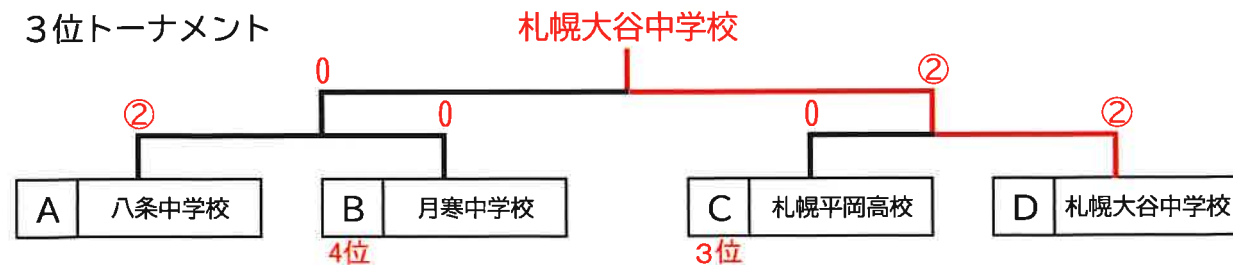 3位トーナメント
札幌大谷中学校
0
②
②
0
0
②
A 八条中学校
B 月寒中学校
C 札幌平岡高校
D 札幌大谷中学校
4位
3位